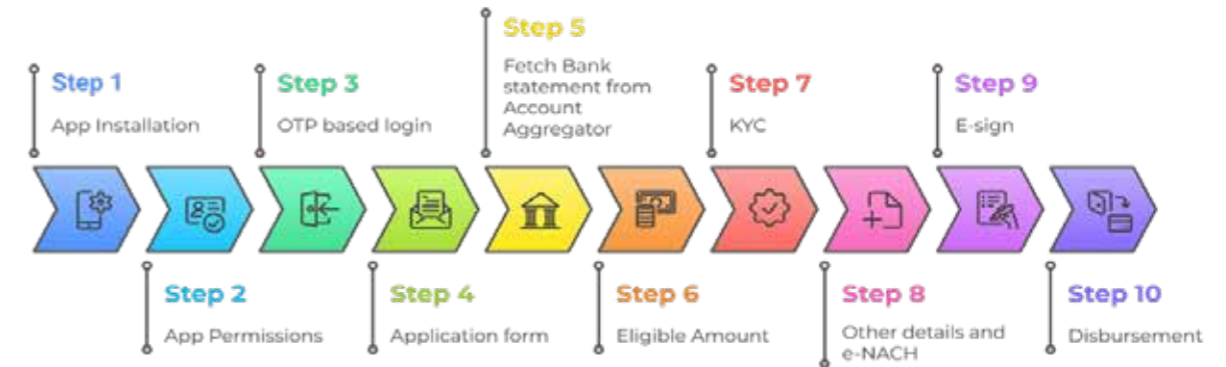 Step 1
App Installation
Step 2
App Permissions
Step 3
OTP based login
Step 4
Application form
Step 5
Fetch Bank
statement from
Account
Aggregator
Step 6
Eligible Amount
Step 7
KYC
Step 8
Other details and
e-NACH
Step 9
E-sign
Step 10
Disbursement